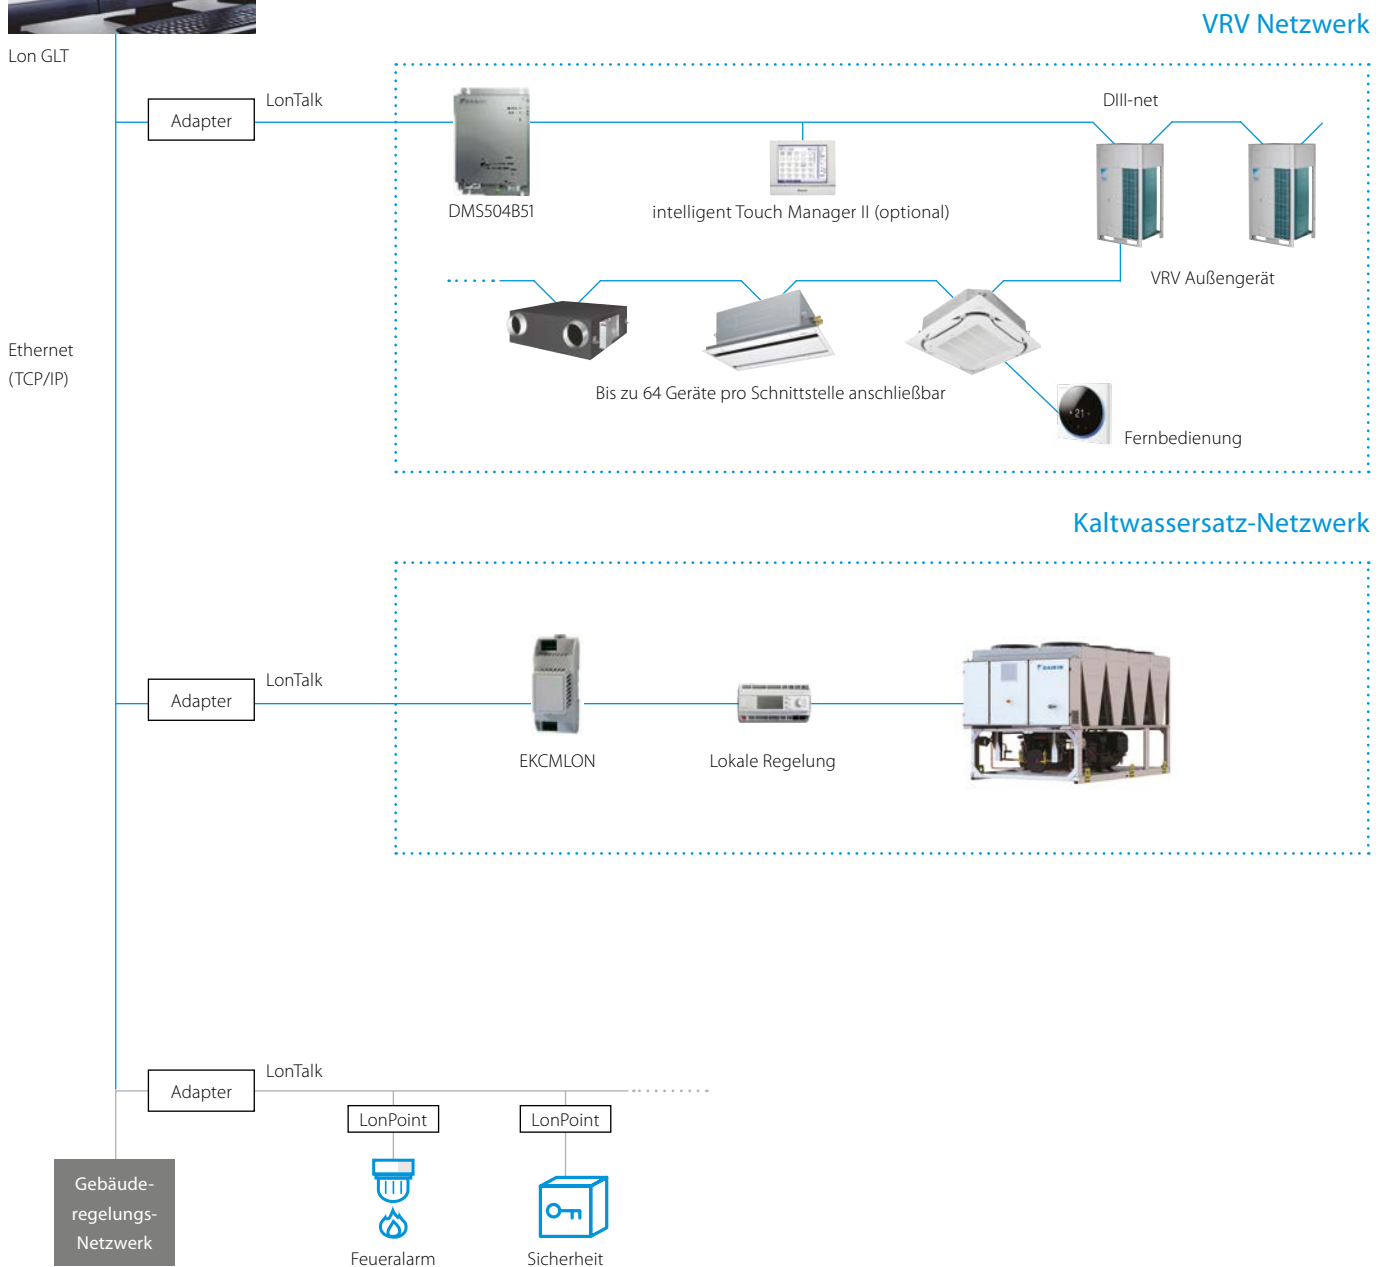 VRV Netzwerk
Lon GLT
Adapter
LonTalk
DIII-net
DMS504B51
intelligent Touch Manager II (optional)
VRV Außengerät
Ethernet
(TCP/IP)
Bis zu 64 Geräte pro Schnittstelle anschließbar
21
Fernbedienung
Kaltwassersatz-Netzwerk
Adapter
LonTalk
DAIKIN
EKCMLON
Lokale Regelung
Adapter
LonTalk
LonPoint
LonPoint
Gebäude-
regelungs-
Netzwerk
Feueralarm
Sicherheit